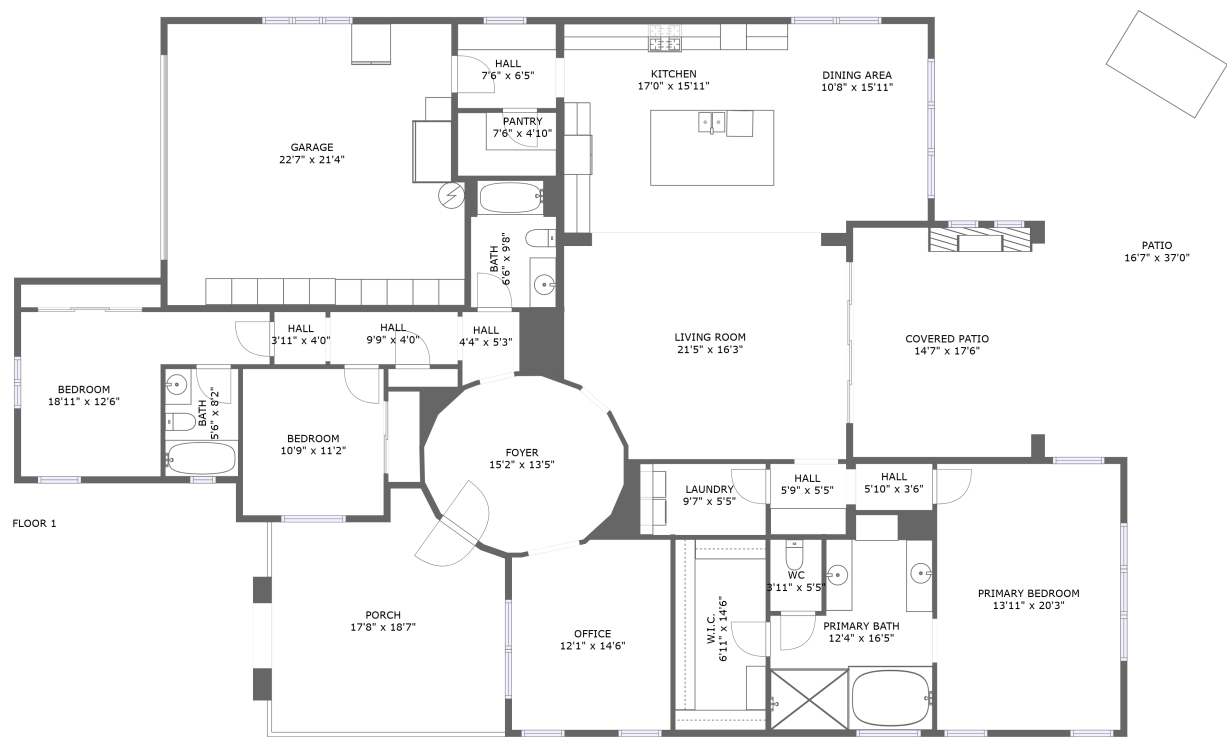 HALL
7'6" x 6'5"
KITCHEN
17'0" x 15'11"
DINING AREA
10'8" x 15'11"
PANTRY
7'6" x 4'10"
GARAGE
22'7" x 21'4"
BATH
6'6" x 9'8"
PATIO
16'7" x 37'0"
HALL
3'11" x 4'0"
HALL
9'9" x 4'0"
HALL
4'4" x 5'3"
LIVING ROOM
21'5" x 16'3"
COVERED PATIO
14'7" x 17'6"
BEDROOM
18'11" x 12'6"
BATH
5'6" x 8'2"
BEDROOM
10'9" x 11'2"
FOYER
15'2" x 13'5"
LAUNDRY
9'7" x 5'5"
HALL
5'9" x 5'5"
HALL
5'10" x 3'6"
FLOOR 1
WC
3'11" x 5'5"
PRIMARY BEDROOM
13'11" x 20'3"
PORCH
17'8" x 18'7"
OFFICE
12'1" x 14'6"
W.I.C.
6'11" x 14'6"
PRIMARY BATH
12'4" x 16'5"